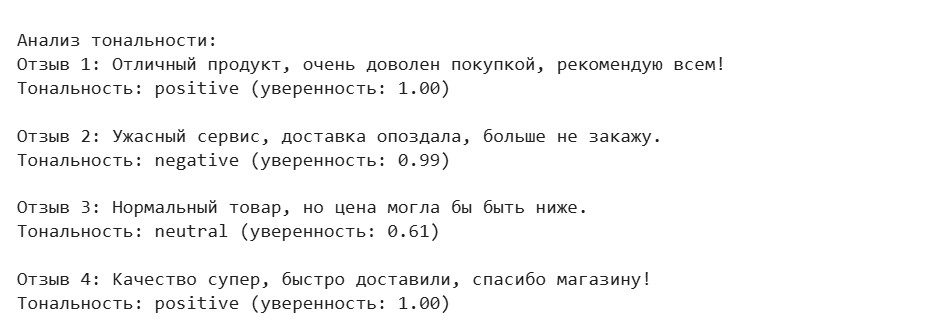 Анализ тональности:
Отзыв 1: Отличный продукт, очень доволен покупкой, рекомендую всем!
Тональность: positive (уверенность: 1.00)
Отзыв 2: Ужасный сервис, доставка опоздала, больше не закажу.
Тональность: negative (уверенность: 0.99)
Отзыв 3: Нормальный товар, но цена могла бы быть ниже.
Тональность: neutral (уверенность: 0.61)
Отзыв 4: Качество супер, быстро доставили, спасибо магазину!
Тональность: positive (уверенность: 1.00)